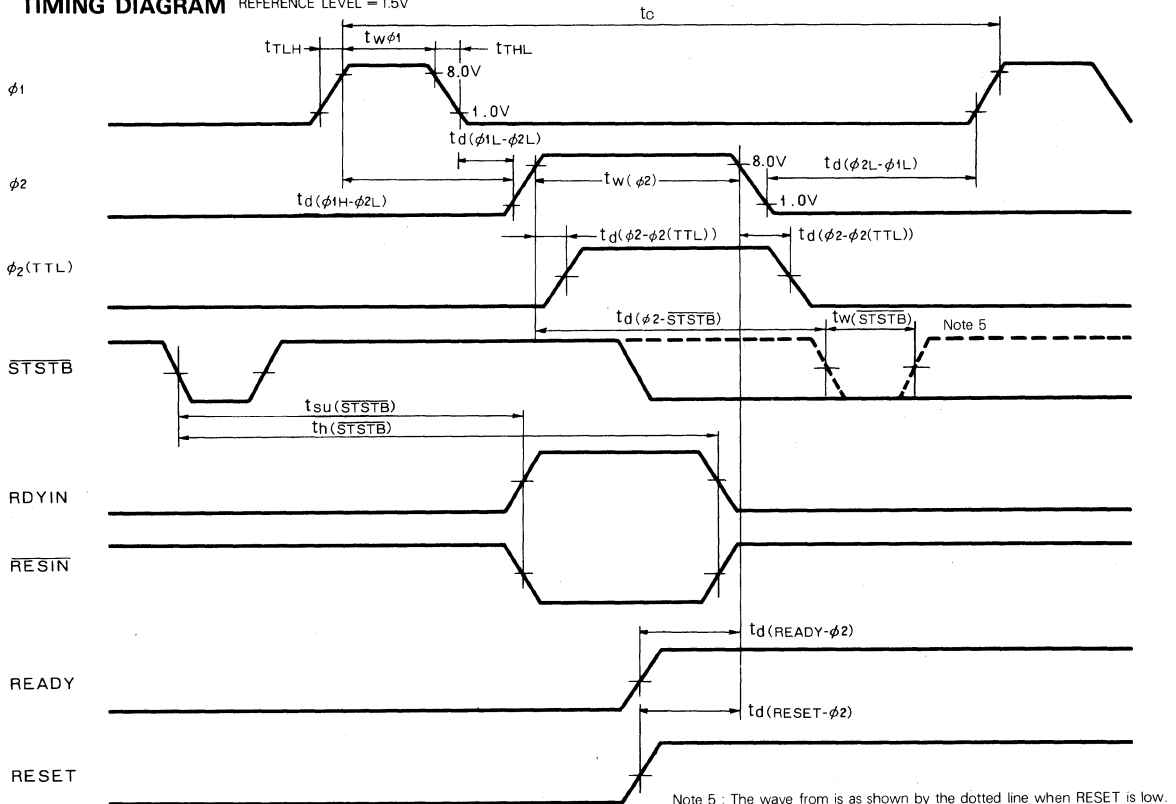 TIMING DIAGRAM REFERENCE LEVEL = 1.5V
tC
tTLH
twφ1
tTHL
φ1
8.0V
1.0V
td(φ1L-φ2L)
φ2
8.0V
td(φ2L-φ1L)
tw(φ2)
1.0V
td(φ1H-φ2L)
td(φ2-φ2(TTL))
td(φ2-φ2(TTL))
φ2(TTL)
td(φ2-STSTB)
tw(STSTB)
Note 5
STSTB
tsu(STSTB)
th(STSTB)
RDYIN
RESIN
td(READY-φ2)
READY
td(RESET-φ2)
RESET
Note 5 : The wave from is as shown by the dotted line when RESET is low.